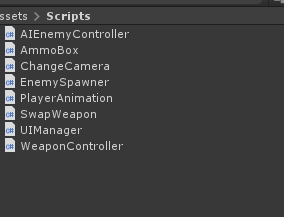 ssets > Scripts
AIEnemyController
AmmoBox
ChangeCamera
EnemySpawner
PlayerAnimation
SwapWeapon
UIManager
WeaponController